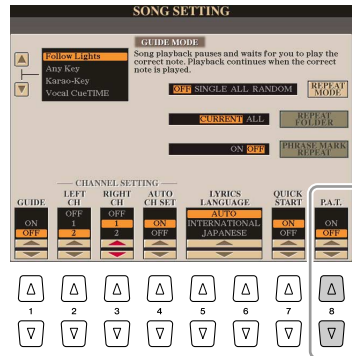 SONG SETTING
GUIDE MODE
Follow Lights
Any Key
Karao-Key
Vocal CueTIME
Song playback pauses and waits for you to play the
correct note. Playback continues when the correct
note is played.
OFF SINGLE ALL RANDOM
REPEAT
MODE
CURRENT ALL
REPEAT
FOLDER
ON OFF
PHRASE MARK
REPEAT
CHANNEL SETTING
GUIDE
ON
OFF
LEFT
CH
OFF
1
2
RIGHT
CH
OFF
1
2
AUTO
CH SET
ON
OFF
LYRICS
LANGUAGE
AUTO
INTERNATIONAL
JAPANESE
QUICK
START
ON
OFF
P.A.T.
ON
OFF
1 2 3 4 5 6 7 8